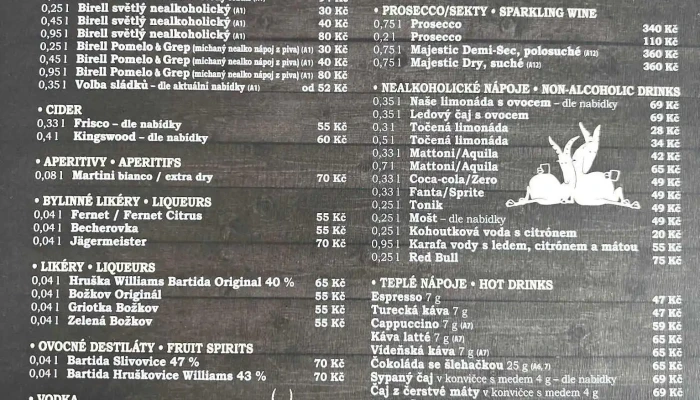 0,25 l Birell světlý nealkoholický (A1) 30 Kč
0,45 l Birell světlý nealkoholický (A1) 40 Kč
0,95 l Birell světlý nealkoholický (A1) 80 Kč
0,25 l Birell Pomelo & Grep (míchaný nealko nápoj z piva) (A1) 30 Kč
0,45 l Birell Pomelo & Grep (míchaný nealko nápoj z piva) (A1) 40 Kč
0,95 l Birell Pomelo & Grep (míchaný nealko nápoj z piva) (A1) 80 Kč
0,35 l Volba sládků – dle aktuální nabídky (A1) od 52 Kč
• CIDER
0,33 l Frisco – dle nabídky 55 Kč
0,4 l Kingswood – dle nabídky 60 Kč
• APERITIVY • APERITIFS
0,08 l Martini bianco / extra dry 70 Kč
• BYLINNÉ LIKÉRY • LIQUEURS
0,04 l Fernet / Fernet Citrus 55 Kč
0,04 l Becherovka 55 Kč
0,04 l Jägermeister 70 Kč
• LIKÉRY • LIQUEURS
0,04 l Hruška Williams Bartida Original 40 % 65 Kč
0,04 l Božkov Originál 55 Kč
0,04 l Griotka Božkov 55 Kč
0,04 l Zelená Božkov 55 Kč
• OVOCNÉ DESTILÁTY • FRUIT SPIRITS
0,04 l Bartida Slivovice 47 % 70 Kč
0,04 l Bartida Hruškovice Williams 43 % 70 Kč
• VODKA
• PROSECCO/SEKTY • SPARKLING WINE
0,75 l Prosecco 340 Kč
0,2 l Prosecco 110 Kč
0,75 l Majestic Demi-Sec, polosuché (A12) 360 Kč
0,75 l Majestic Dry, suché (A12) 360 Kč
• NEALKOHOLICKÉ NÁPOJE • NON-ALCOHOLIC DRINKS
0,35 l Naše limonáda s ovocem – dle nabídky 69 Kč
0,35 l Ledový čaj s ovocem 69 Kč
0,3 l Točená limonáda 28 Kč
0,5 l Točená limonáda 34 Kč
0,33 l Mattoni/Aquila 42 Kč
0,7 l Mattoni/Aquila 65 Kč
0,33 l Coca-cola/Zero 49 Kč
0,33 l Fanta/Sprite 49 Kč
0,25 l Tonik 49 Kč
0,25 l Mošt – dle nabídky 49 Kč
0,25 l Kohoutková voda s citrónem 20 Kč
0,95 l Karafa vody s ledem, citrónem a mátou 55 Kč
0,25 l Red Bull 75 Kč
• TEPLÉ NÁPOJE • HOT DRINKS
Espresso 7 g 47 Kč
Turecká káva 7 g 47 Kč
Cappuccino 7 g (A7) 59 Kč
Káva latté 7 g (A7) 65 Kč
Vídeňská káva 7 g (A7) 65 Kč
Čokoláda se šlehačkou 25 g (A6, 7) 65 Kč
Sypaný čaj v konvičce s medem 4 g – dle nabídky 69 Kč
Čaj z čerstvé máty v konvičce s medem 4 g 65 Kč